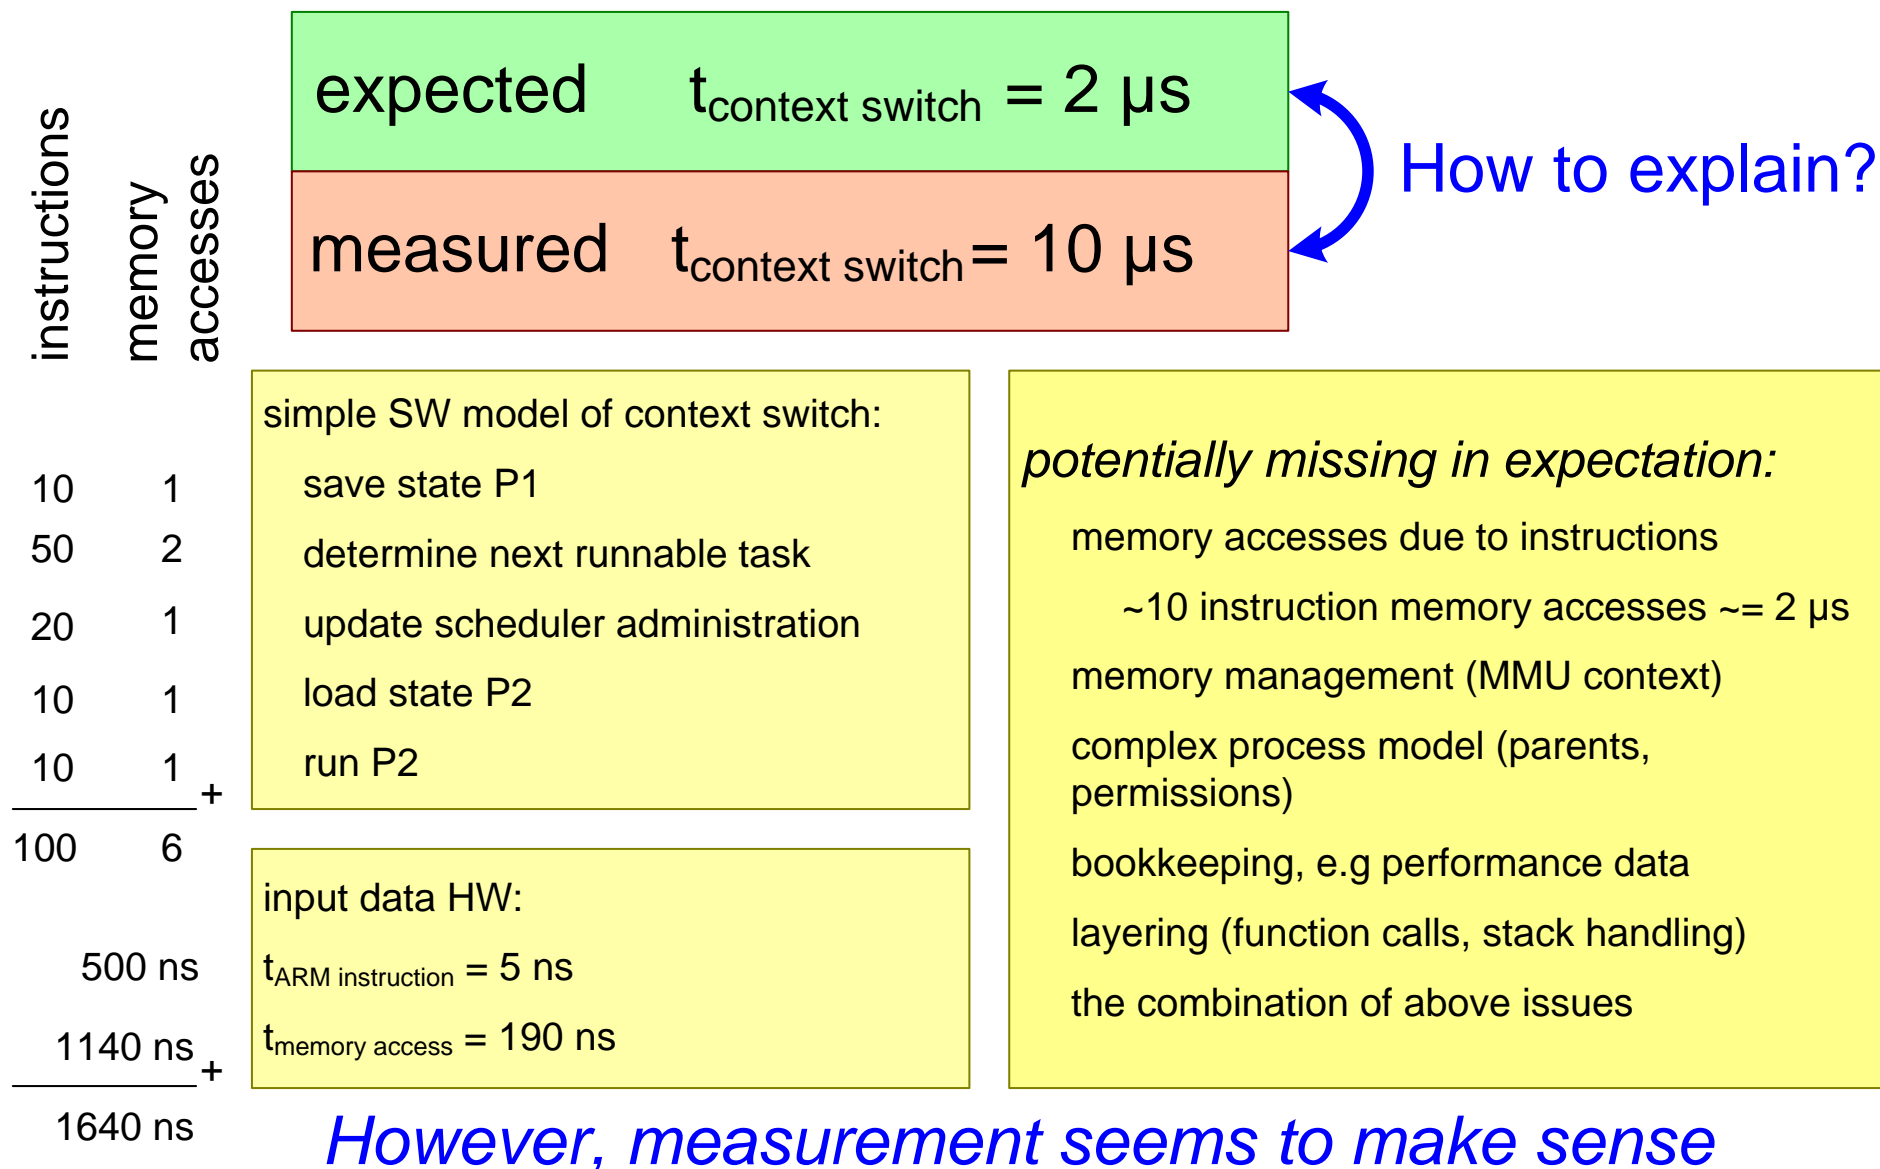 expected t context switch = 2 µs
measured t context switch = 10 µs
How to explain?
instructions
memory
accesses
simple SW model of context switch:
10 1 save state P1
50 2 determine next runnable task
20 1 update scheduler administration
10 1 load state P2
10 1 run P2
+
100 6
input data HW:
500 ns
t ARM instruction = 5 ns
1140 ns
t memory access = 190 ns
+
1640 ns
potentially missing in expectation:
memory accesses due to instructions
~10 instruction memory accesses ~= 2 µs
memory management (MMU context)
complex process model (parents,
permissions)
bookkeeping, e.g performance data
layering (function calls, stack handling)
the combination of above issues
However, measurement seems to make sense